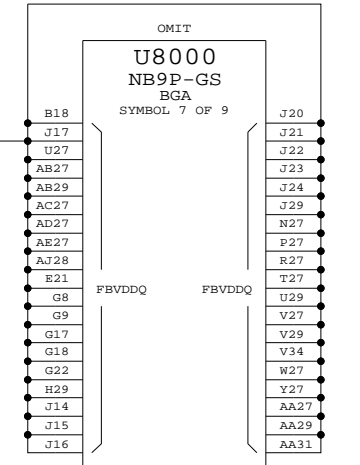 OMIT
U8000
NB9P-GS
BGA
SYMBOL 7 OF 9
B18 J20
J17 J21
U27 J22
AB27 J23
AB29 J24
AC27 J29
AD27 N27
AE27 P27
AJ28 R27
E21 T27
G8 FBVDDQ FBVDDQ U29
G9 V27
G17 V29
G18 V34
G22 W27
H29 Y27
J14 AA27
J15 AA29
J16 AA31